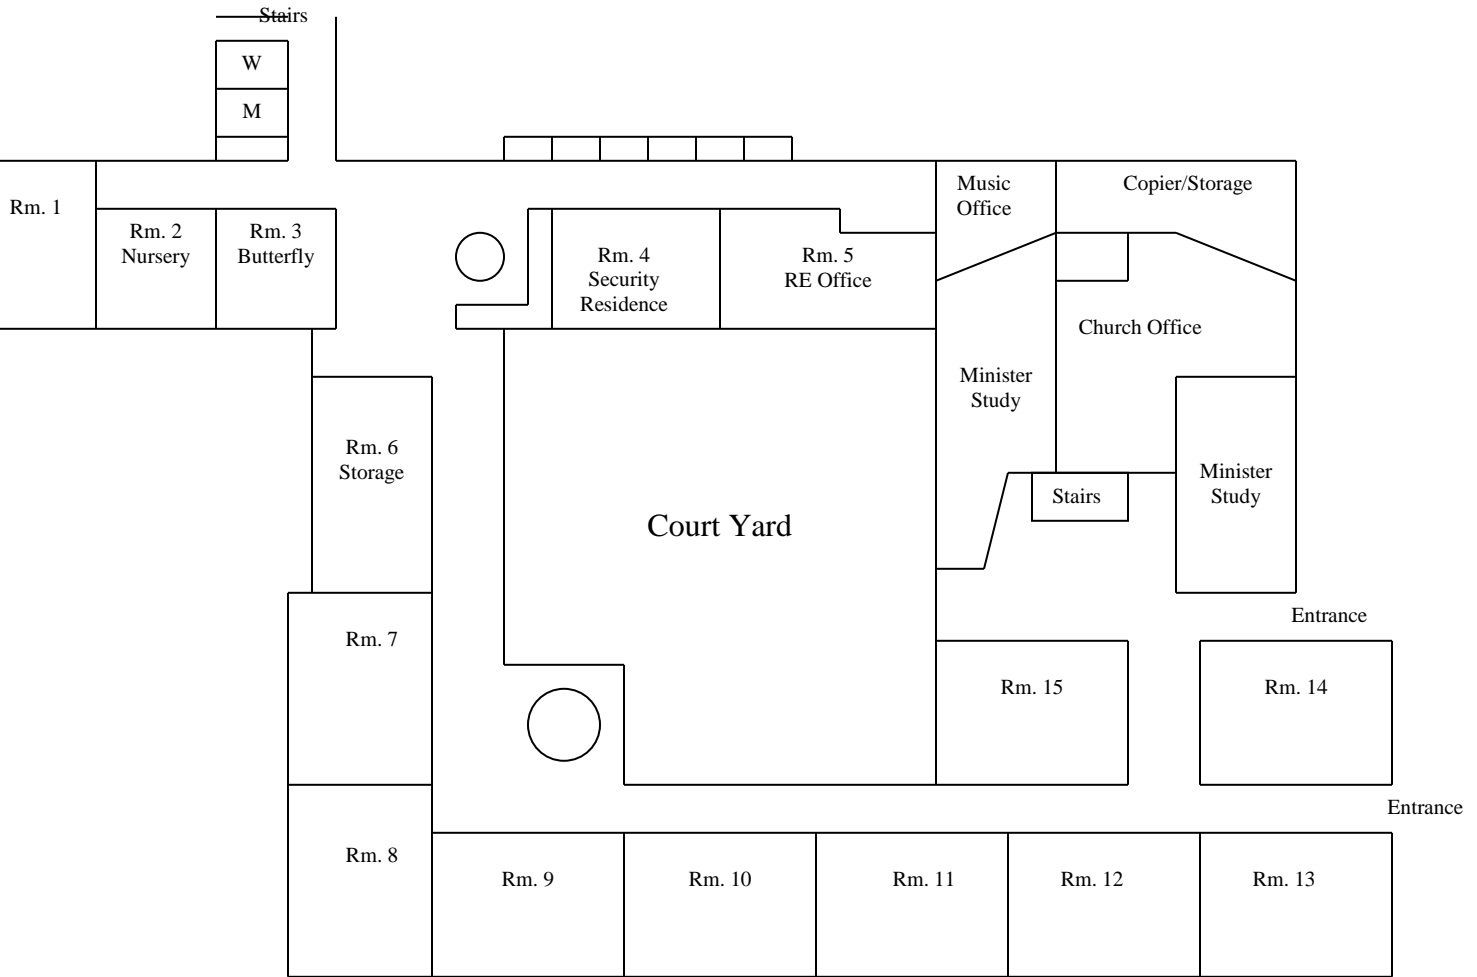 Stairs
W
M
Rm. 1
Rm. 2
Nursery
Rm. 3
Butterfly
Rm. 4
Security
Residence
Rm. 5
RE Office
Music
Office
Copier/Storage
Church Office
Minister
Study
Rm. 6
Storage
Minister
Study
Stairs
Court Yard
Entrance
Rm. 7
Rm. 15
Rm. 14
Entrance
Rm. 8
Rm. 9
Rm. 10
Rm. 11
Rm. 12
Rm. 13